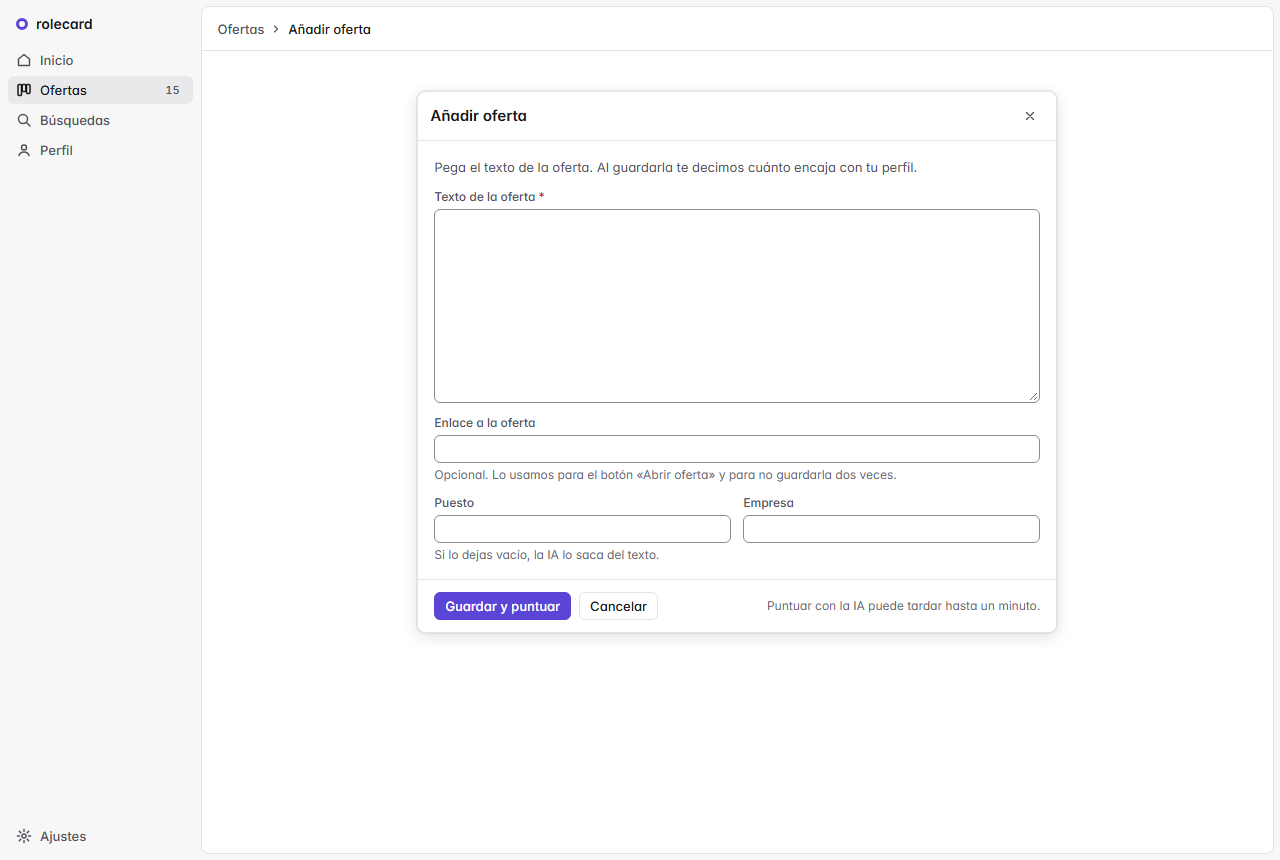 rolecard
Inicio
Ofertas 15
Búsquedas
Perfil
Ajustes
Ofertas > Añadir oferta
Añadir oferta
Pega el texto de la oferta. Al guardarla te decimos cuánto encaja con tu perfil.
Texto de la oferta *
Enlace a la oferta
Opcional. Lo usamos para el botón «Abrir oferta» y para no guardarla dos veces.
Puesto
Empresa
Si lo dejas vacío, la IA lo saca del texto.
Guardar y puntuar
Cancelar
Puntuar con la IA puede tardar hasta un minuto.